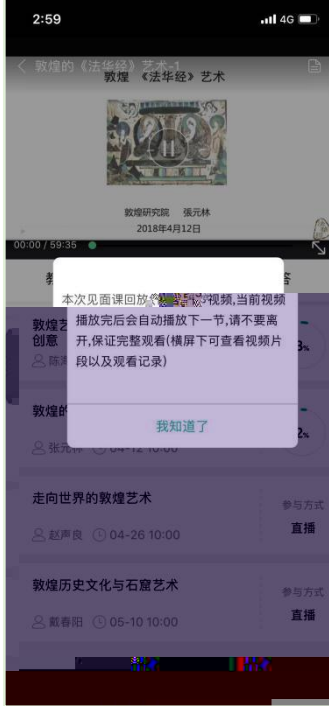 2:59
4G
敦煌的《法华经》艺术-1
敦煌 《法华经》艺术
敦煌研究院 張元林
2018年4月12日
00:00 / 59:35
本次见面课回放
视频,当前视频
播放完后会自动播放下一节,请不要离
开,保证完整观看(横屏下可查看视频片
段以及观看记录)
我知道了
敦煌艺
创意
敦煌的
04-12 10:00
走向世界的敦煌艺术
参与方式
赵声良 04-26 10:00
直播
敦煌历史文化与石窟艺术
参与方式
戴春阳 05-10 10:00
直播